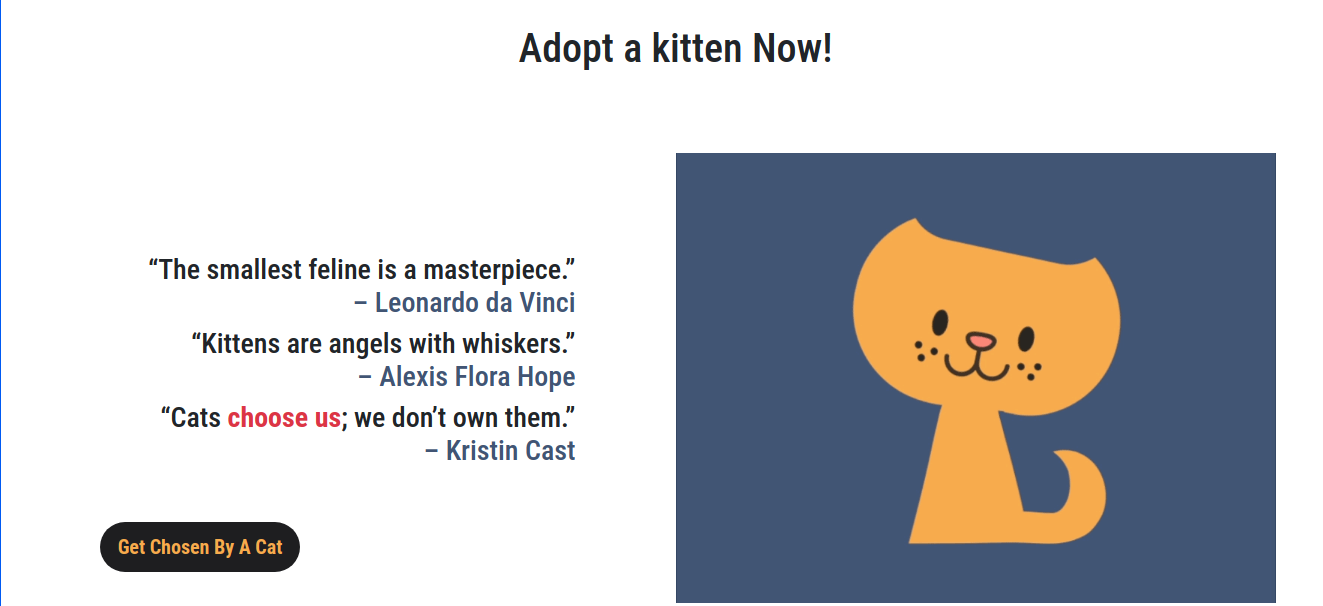 Adopt a kitten Now!
“The smallest feline is a masterpiece.”
– Leonardo da Vinci
“Kittens are angels with whiskers.”
– Alexis Flora Hope
“Cats choose us; we don’t own them.”
– Kristin Cast
Get Chosen By A Cat